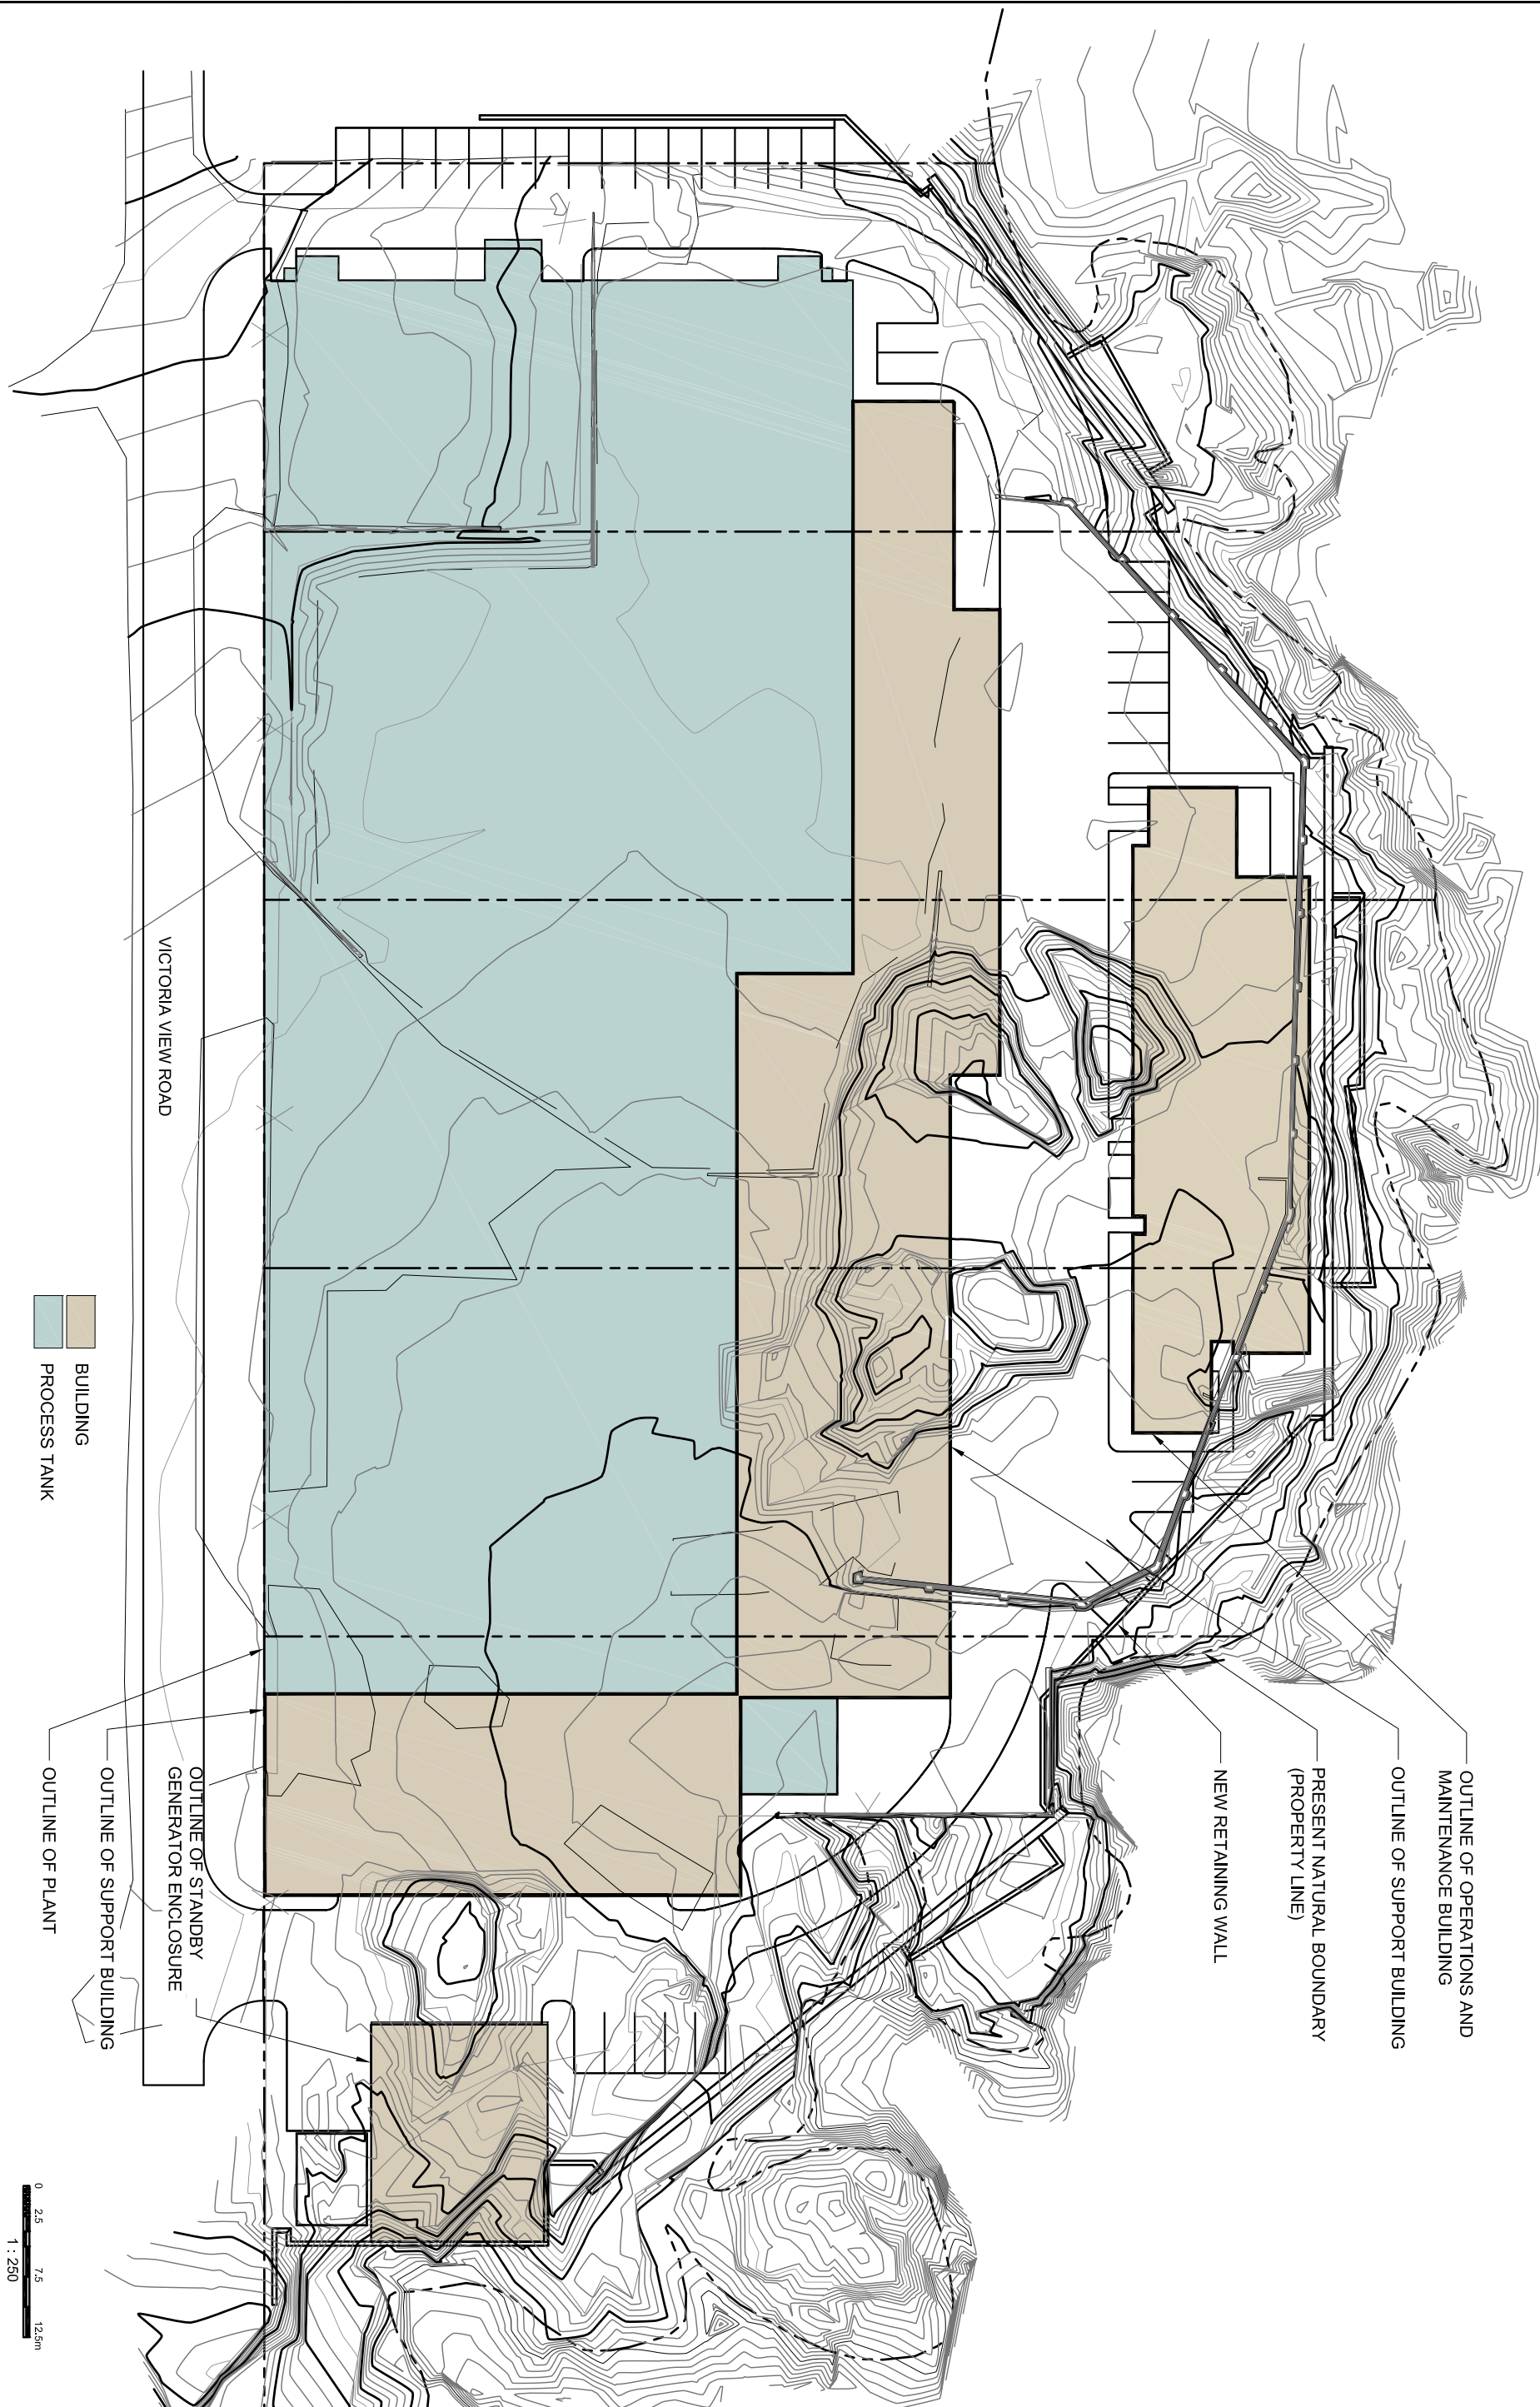 OUTLINE OF OPERATIONS AND
MAINTENANCE BUILDING
OUTLINE OF SUPPORT BUILDING
PRESENT NATURAL BOUNDARY
(PROPERTY LINE)
NEW RETAINING WALL
VICTORIA VIEW ROAD
BUILDING
PROCESS TANK
OUTLINE OF STANDBY
GENERATOR ENCLOSURE
OUTLINE OF SUPPORT BUILDING
OUTLINE OF PLANT
0 2.5 7.5 12.5m
1 : 250